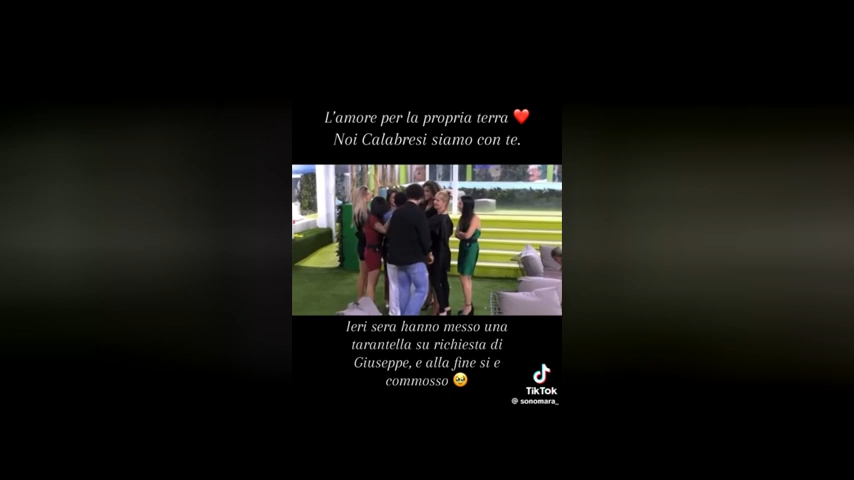 L'amore per la propria terra ❤️
Noi Calabresi siamo con te.
Ieri sera hanno messo una
tarantella su richiesta di
Giuseppe, e alla fine si e
commosso 🥹
TikTok
@ sonomara_